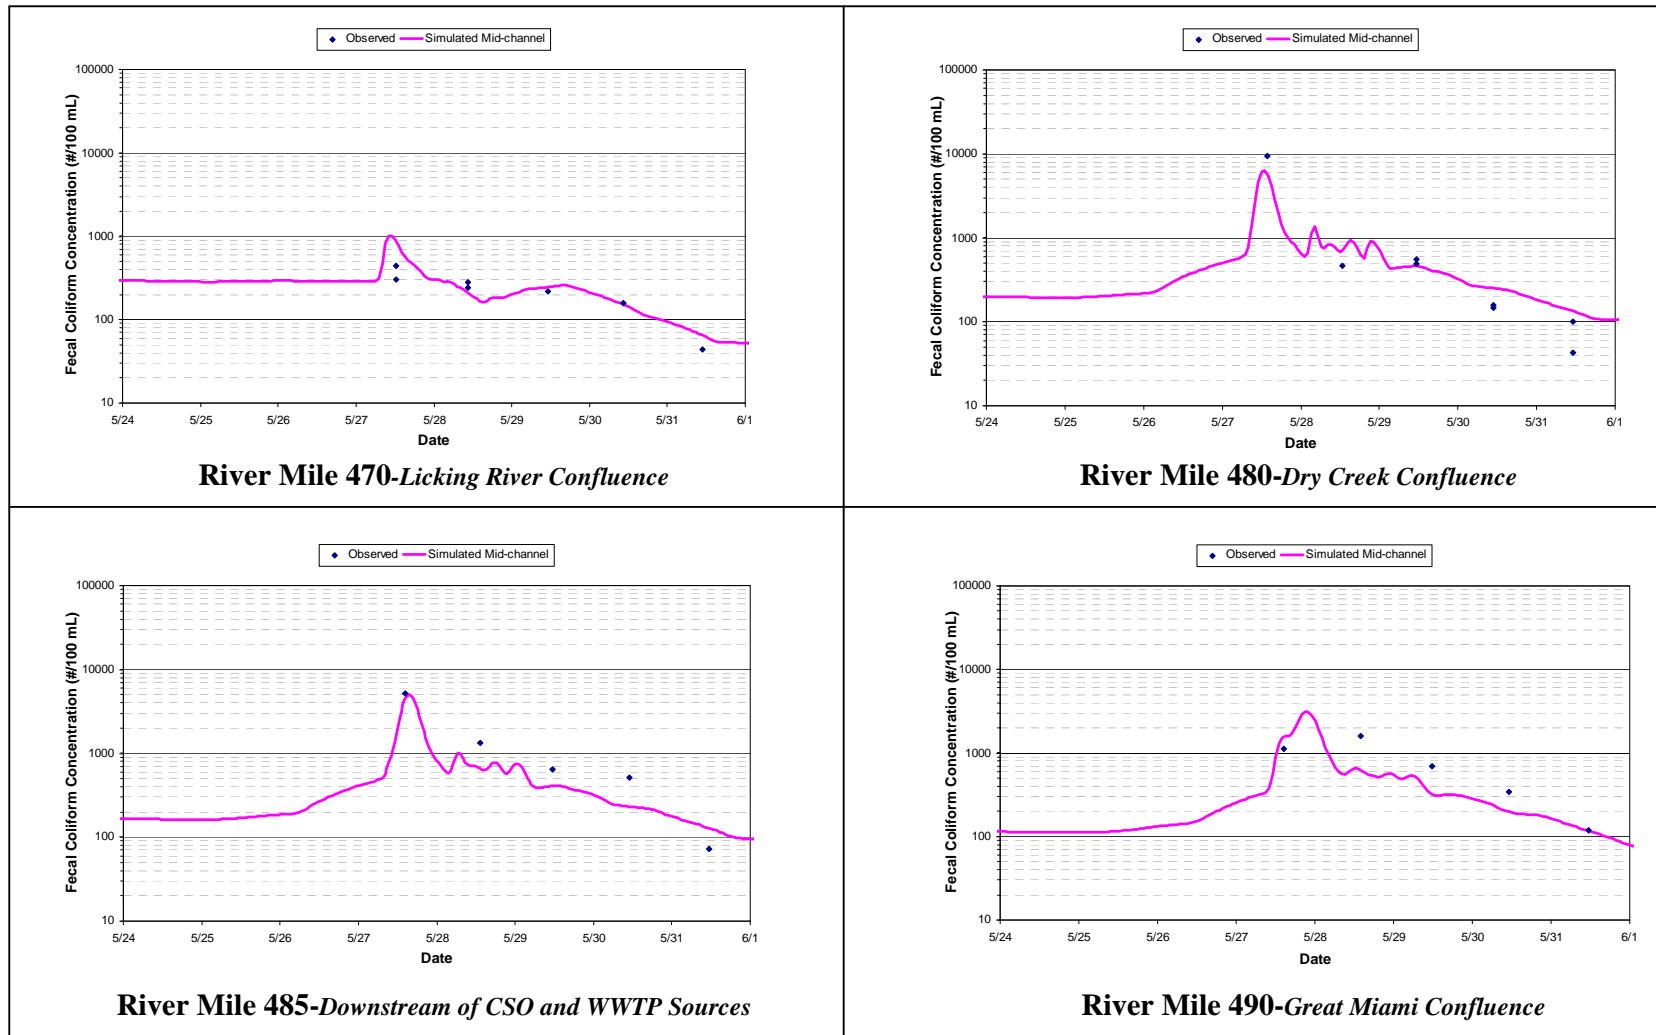 Observed Simulated Mid-channel
Fecal Coliform Concentration (#/100 mL)
100000
10000
1000
100
10
5/24 5/25 5/26 5/27 5/28 5/29 5/30 5/31 6/1
Date
River Mile 470-Licking River Confluence
Observed Simulated Mid-channel
Fecal Coliform Concentration (#/100 mL)
100000
10000
1000
100
10
5/24 5/25 5/26 5/27 5/28 5/29 5/30 5/31 6/1
Date
River Mile 480-Dry Creek Confluence
Observed Simulated Mid-channel
Fecal Coliform Concentration (#/100 mL)
100000
10000
1000
100
10
5/24 5/25 5/26 5/27 5/28 5/29 5/30 5/31 6/1
Date
River Mile 485-Downstream of CSO and WWTP Sources
Observed Simulated Mid-channel
Fecal Coliform Concentration (#/100 mL)
100000
10000
1000
100
10
5/24 5/25 5/26 5/27 5/28 5/29 5/30 5/31 6/1
Date
River Mile 490-Great Miami Confluence